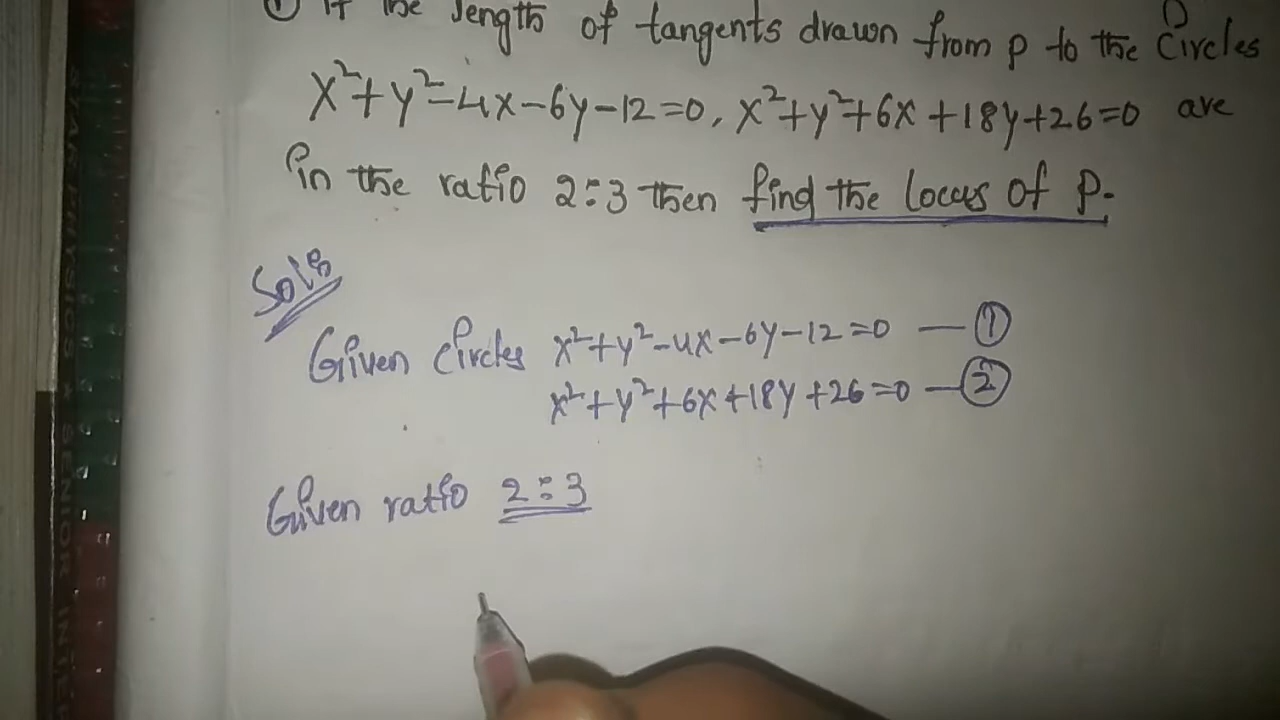 ① If the length of tangents drawn from P to the circles
x²+y²-4x-6y-12=0, x²+y²+6x+18y+26=0 are
in the ratio 2:3 then find the locus of P.
Sol:
Given circles x²+y²-4x-6y-12=0 — ①
x²+y²+6x+18y+26=0 — ②
Given ratio 2:3